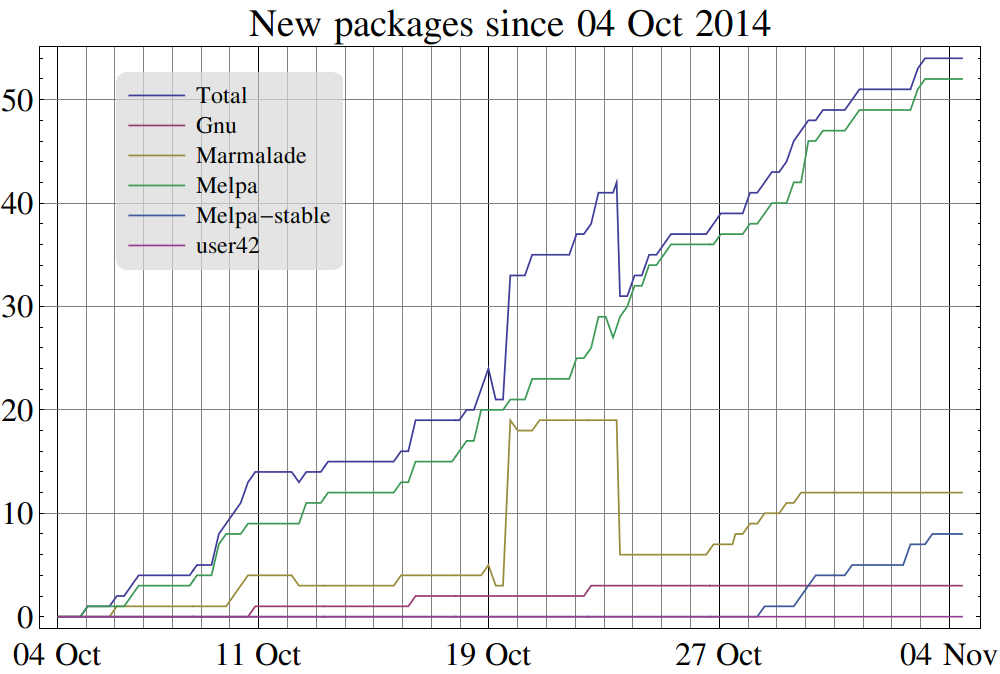 New packages since 04 Oct 2014
Total
Gnu
Marmalade
Melpa
Melpa-stable
user42
50
40
30
20
10
0
04 Oct 11 Oct 19 Oct 27 Oct 04 Nov